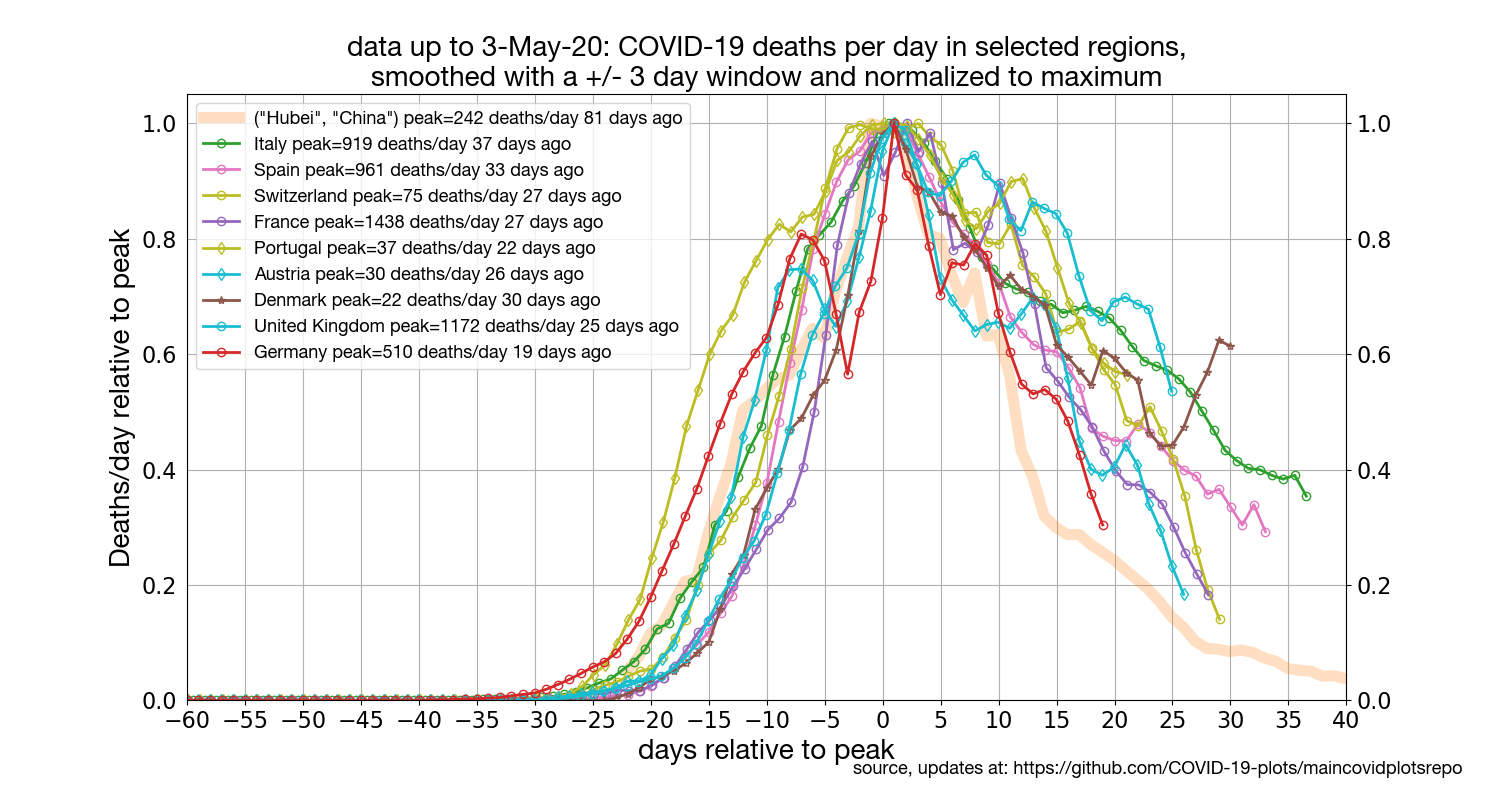 data up to 3-May-20: COVID-19 deaths per day in selected regions,
smoothed with a +/- 3 day window and normalized to maximum
("Hubei", "China") peak=242 deaths/day 81 days ago
Italy peak=919 deaths/day 37 days ago
Spain peak=961 deaths/day 33 days ago
Switzerland peak=75 deaths/day 27 days ago
France peak=1438 deaths/day 27 days ago
Portugal peak=37 deaths/day 22 days ago
Austria peak=30 deaths/day 26 days ago
Denmark peak=22 deaths/day 30 days ago
United Kingdom peak=1172 deaths/day 25 days ago
Germany peak=510 deaths/day 19 days ago
Deaths/day relative to peak
1.0
0.8
0.6
0.4
0.2
0.0
1.0
0.8
0.6
0.4
0.2
0.0
−60 −55 −50 −45 −40 −35 −30 −25 −20 −15 −10 −5 0 5 10 15 20 25 30 35 40
days relative to peak
source, updates at: https://github.com/COVID-19-plots/maincovidplotsrepo